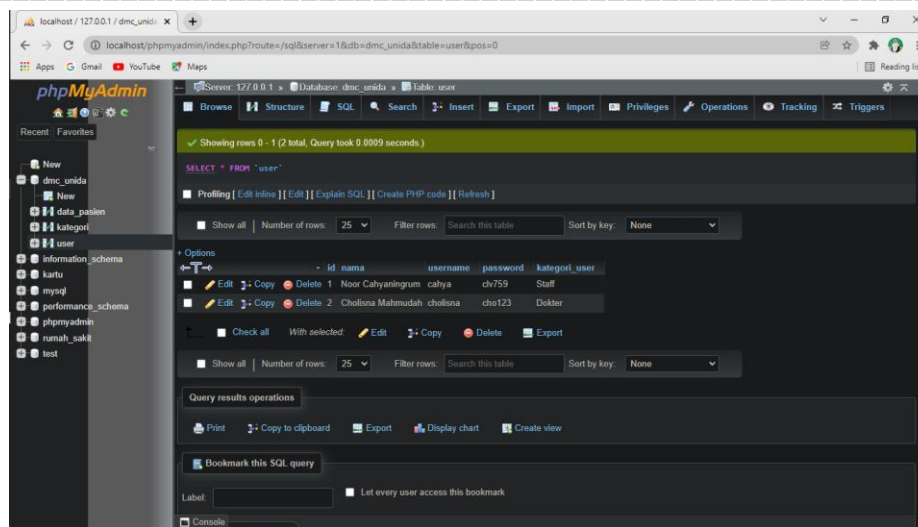 localhost / 127.0.0.1 / dmc_unida
localhost/phpmyadmin/index.php?route=/sql&server=1&db=dmc_unida&table=user&pos=0
Apps Gmail YouTube Maps Reading lis
phpMyAdmin
Recent Favorites
New
dmc_unida
New
data_pasien
kategori
user
information_schema
kartu
mysql
performance_schema
phpmyadmin
rumah_sakit
test
Server: 127.0.0.1 » Database: dmc_unida » Table: user
Browse Structure SQL Search Insert Export Import Privileges Operations Tracking Triggers
Showing rows 0 - 1 (2 total, Query took 0.0009 seconds.)
SELECT * FROM `user`
Profiling [ Edit inline ] [ Edit ] [ Explain SQL ] [ Create PHP code ] [ Refresh ]
Show all | Number of rows: 25 Filter rows: Search this table Sort by key: None
+ Options
id nama username password kategori_user
Edit Copy Delete 1 Noor Cahyaningrum cahya clv759 Staff
Edit Copy Delete 2 Cholisna Mahmudah cholisna cho123 Dokter
Check all With selected: Edit Copy Delete Export
Show all | Number of rows: 25 Filter rows: Search this table Sort by key: None
Query results operations
Print Copy to clipboard Export Display chart Create view
Bookmark this SQL query
Label: Let every user access this bookmark
Console